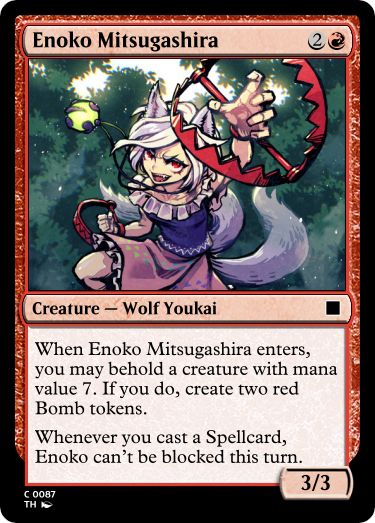 Enoko Mitsugashira 2
Creature — Wolf Youkai
When Enoko Mitsugashira enters,
you may behold a creature with mana
value 7. If you do, create two red
Bomb tokens.
Whenever you cast a Spellcard,
Enoko can't be blocked this turn.
3/3
C 0087
TH